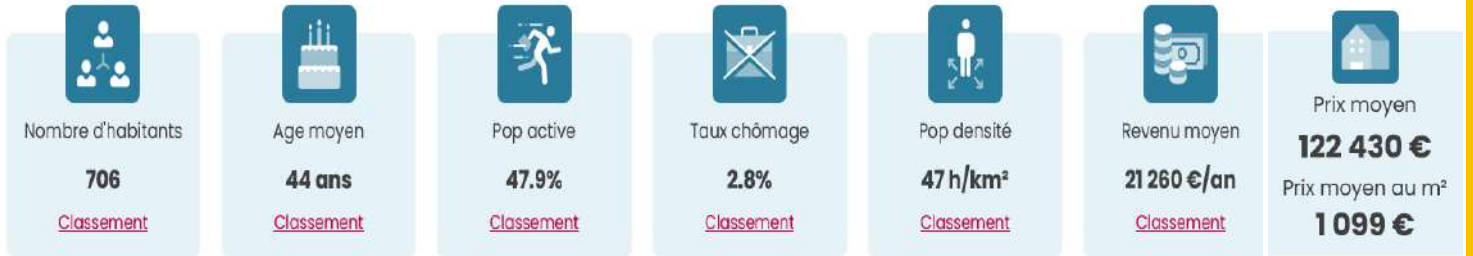 Nombre d'habitants
706
Classement
Age moyen
44 ans
Classement
Pop active
47.9%
Classement
Taux chômage
2.8%
Classement
Pop densité
47 h/km²
Classement
Revenu moyen
21 260 €/an
Classement
Prix moyen
122 430 €
Prix moyen au m²
1 099 €